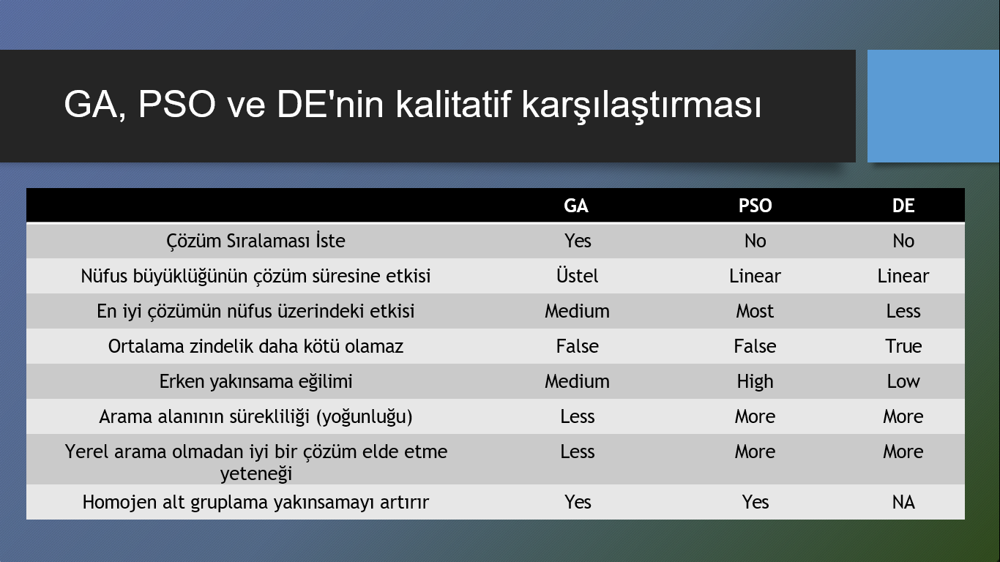 GA, PSO ve DE'nin kalitatif karşılaştırması
GA PSO DE
Çözüm Sıralaması İste Yes No No
Nüfus büyüklüğünün çözüm süresine etkisi Üstel Linear Linear
En iyi çözümün nüfus üzerindeki etkisi Medium Most Less
Ortalama zindelik daha kötü olamaz False False True
Erken yakınsama eğilimi Medium High Low
Arama alanının sürekliliği (yoğunluğu) Less More More
Yerel arama olmadan iyi bir çözüm elde etme Less More More
yeteneği
Homojen alt gruplama yakınsamayı artırır Yes Yes NA